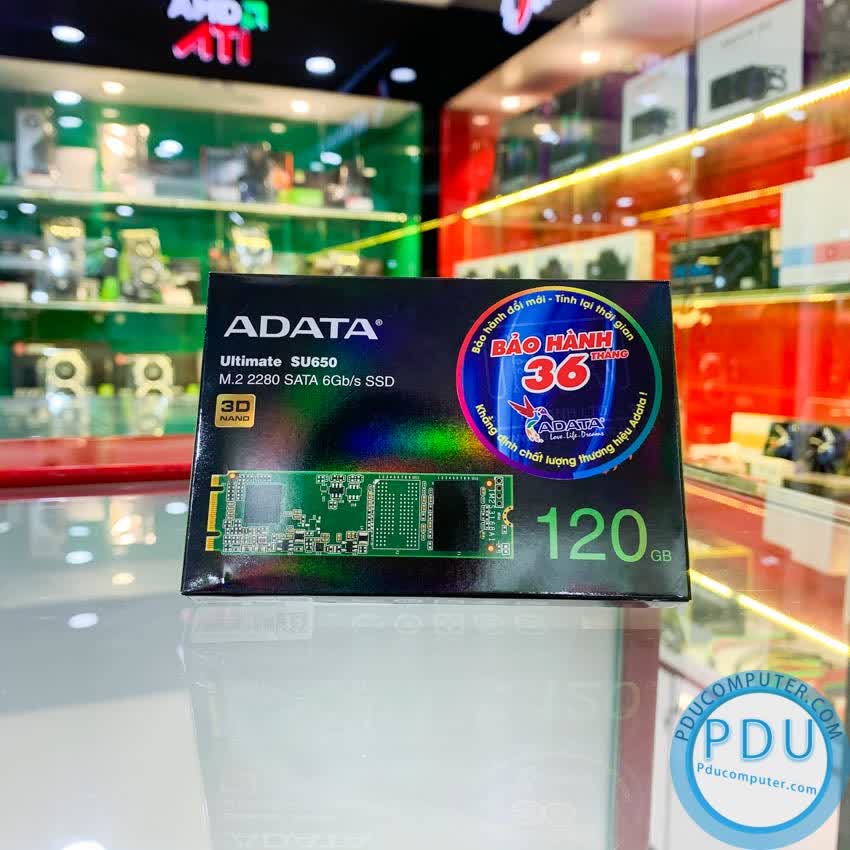 AMD
ATI
ADATA®
Ultimate SU650
M.2 2280 SATA 6Gb/s SSD
3D
NAND
Bảo hành đổi mới - Tính lại thời gian
BẢO HÀNH
36 THÁNG
ADATA
Love·Life·Dreams
Khẳng định chất lượng thương hiệu Adata !
120 GB
PDUCOMPUTER.COM
PDU
Pducomputer.com